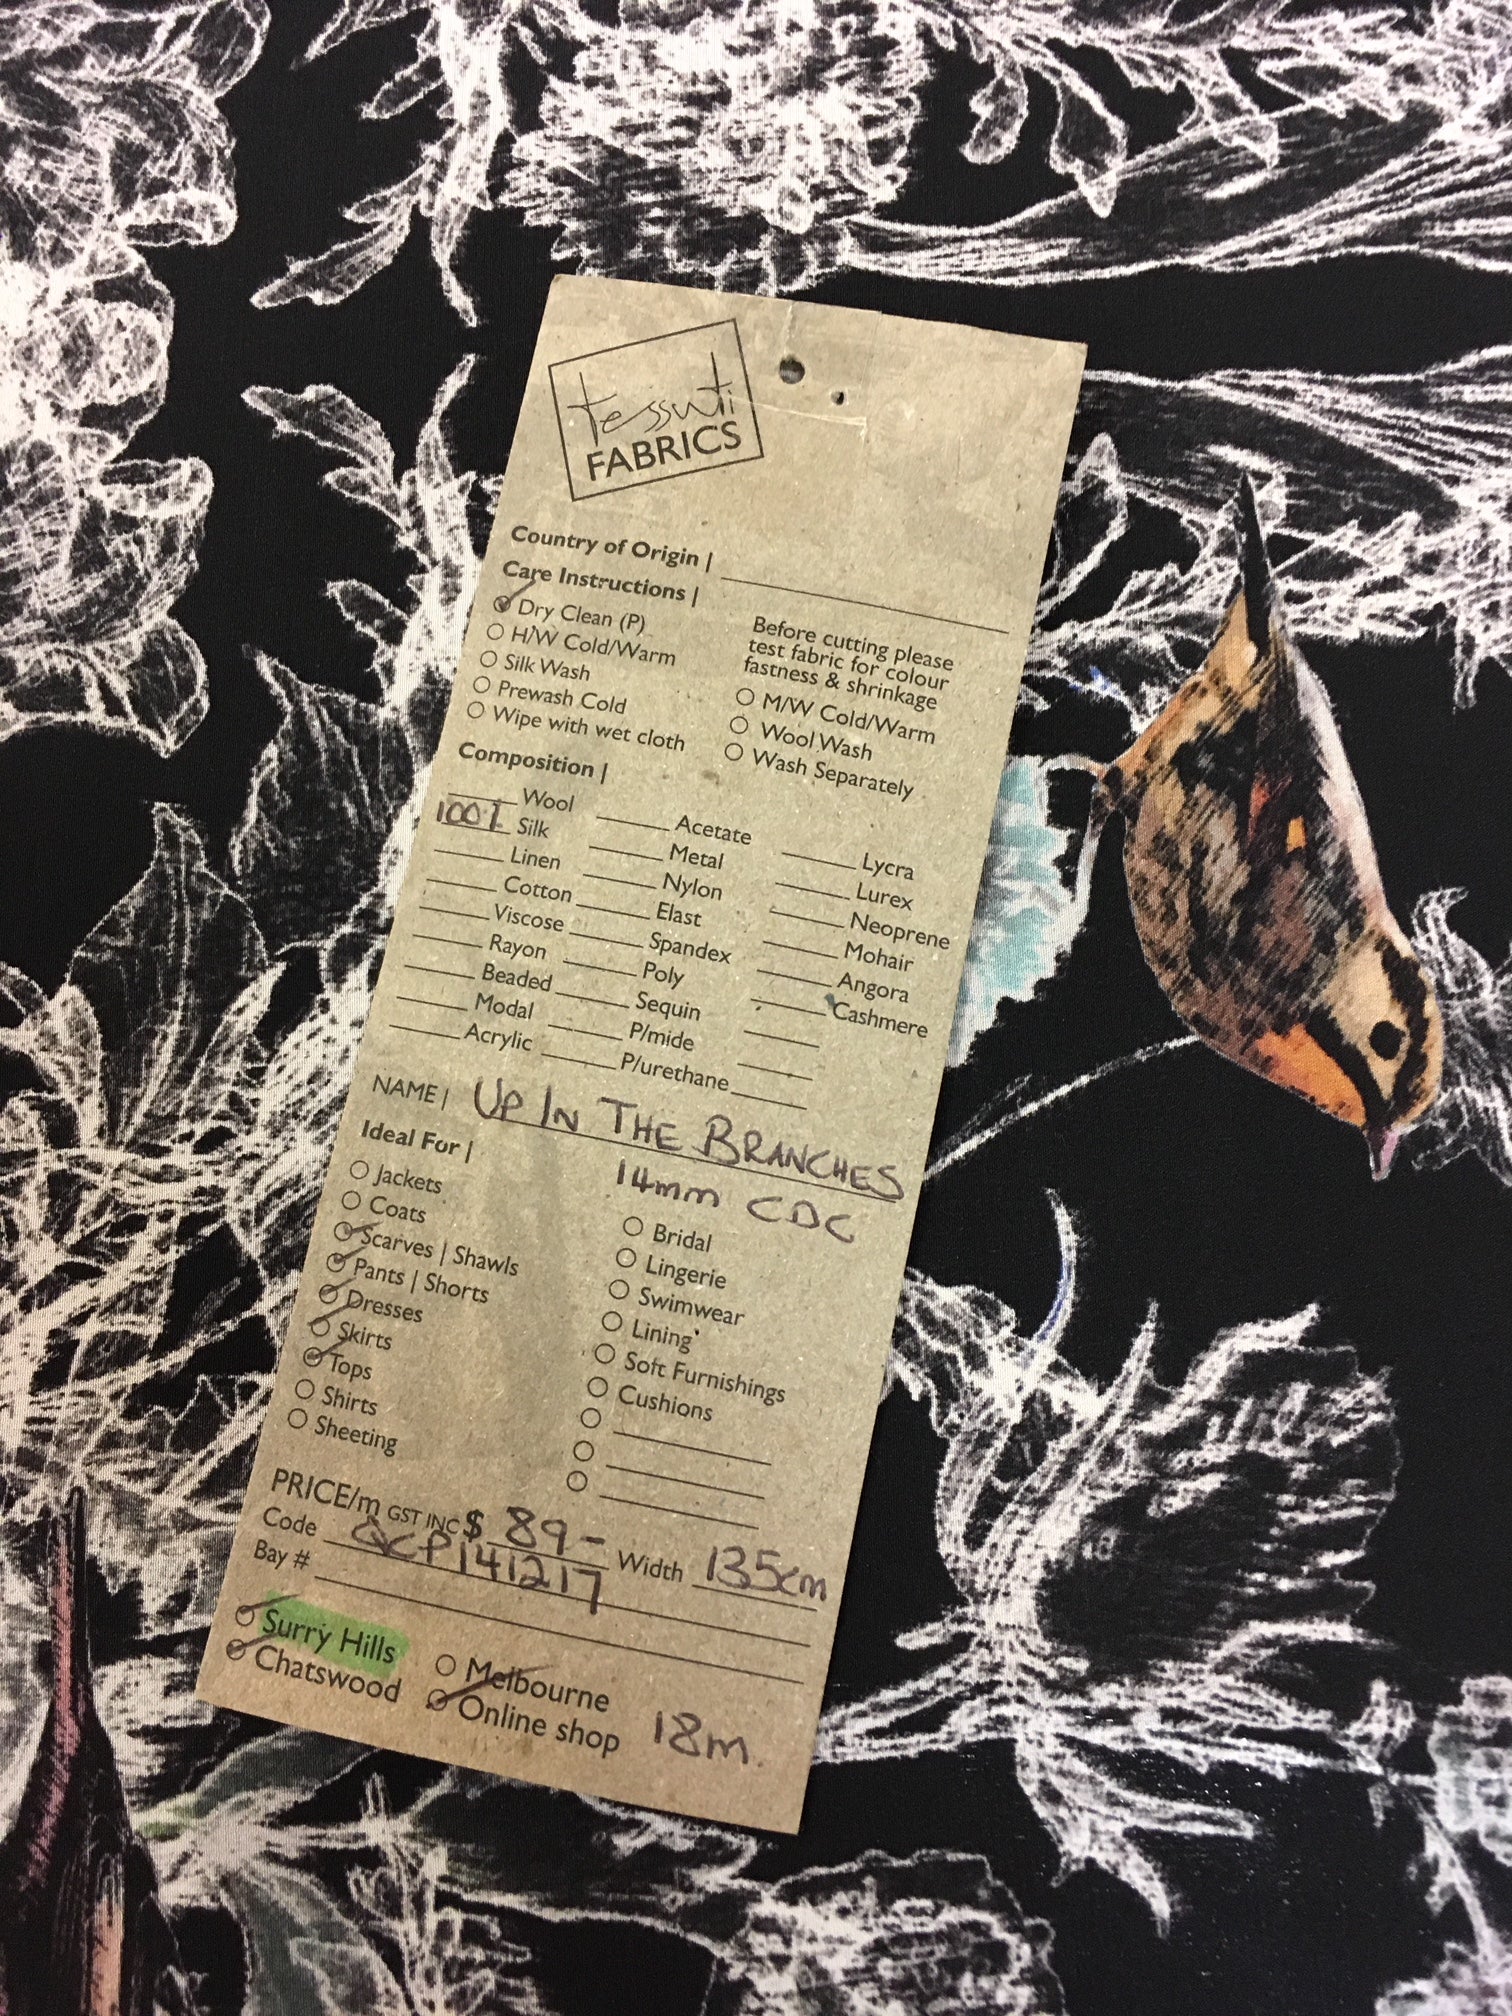 tessuti
FABRICS
Country of Origin |
Care Instructions |
Dry Clean (P)
H/W Cold/Warm
Silk Wash
Prewash Cold
Wipe with wet cloth
Before cutting please
test fabric for colour
fastness & shrinkage
M/W Cold/Warm
Wool Wash
Wash Separately
Composition |
Wool
100% Silk
Linen
Cotton
Viscose
Rayon
Beaded
Modal
Acrylic
Acetate
Metal
Nylon
Elast
Spandex
Poly
Sequin
P/mide
P/urethane
Lycra
Lurex
Neoprene
Mohair
Angora
Cashmere
NAME | UP IN THE BRANCHES
14mm CDC
Ideal For |
Jackets
Coats
Scarves | Shawls
Pants | Shorts
Dresses
Skirts
Tops
Shirts
Sheeting
Bridal
Lingerie
Swimwear
Lining
Soft Furnishings
Cushions
PRICE/m GST INC $ 89- Width 135cm
Code QCP141217
Bay #
Surry Hills
Chatswood
Melbourne
Online shop 18m.